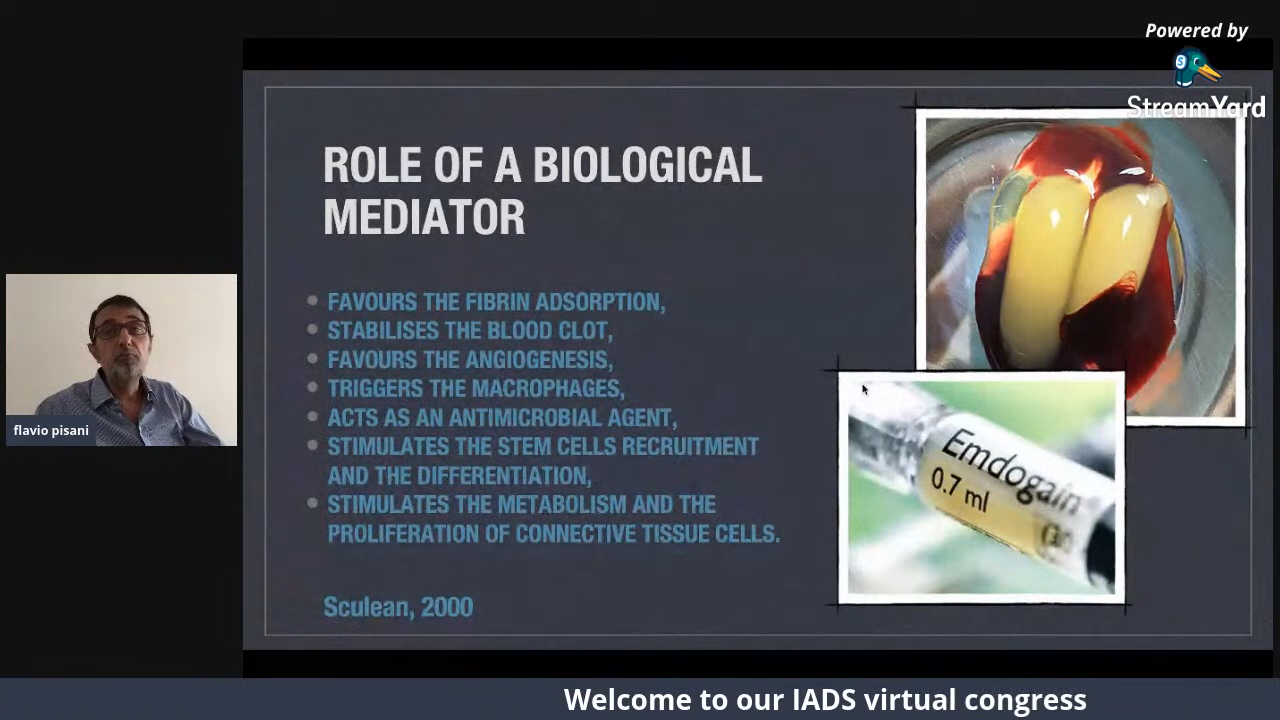 Powered by
StreamYard
ROLE OF A BIOLOGICAL
MEDIATOR
FAVOURS THE FIBRIN ADSORPTION,
STABILISES THE BLOOD CLOT,
FAVOURS THE ANGIOGENESIS,
TRIGGERS THE MACROPHAGES,
ACTS AS AN ANTIMICROBIAL AGENT,
STIMULATES THE STEM CELLS RECRUITMENT
AND THE DIFFERENTIATION,
STIMULATES THE METABOLISM AND THE
PROLIFERATION OF CONNECTIVE TISSUE CELLS.
Sculean, 2000
Emdogain
0.7 ml
flavio pisani
Welcome to our IADS virtual congress